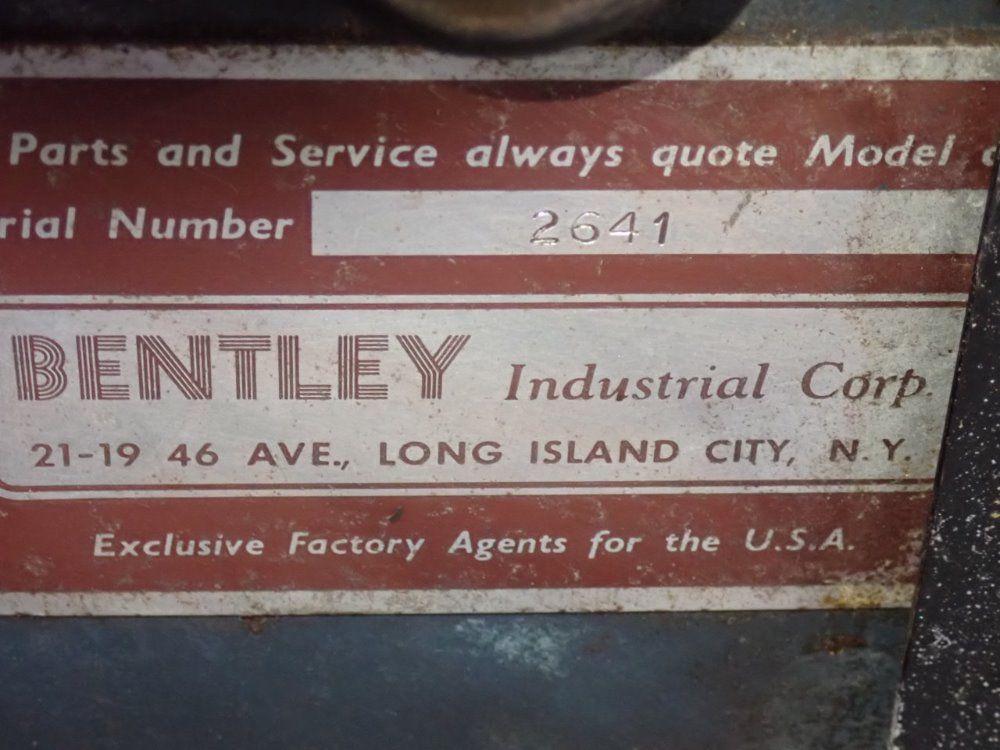 Parts and Service always quote Model
rial Number 2641
BENTLEY Industrial Corp.
21-19 46 AVE., LONG ISLAND CITY, N.Y.
Exclusive Factory Agents for the U.S.A.